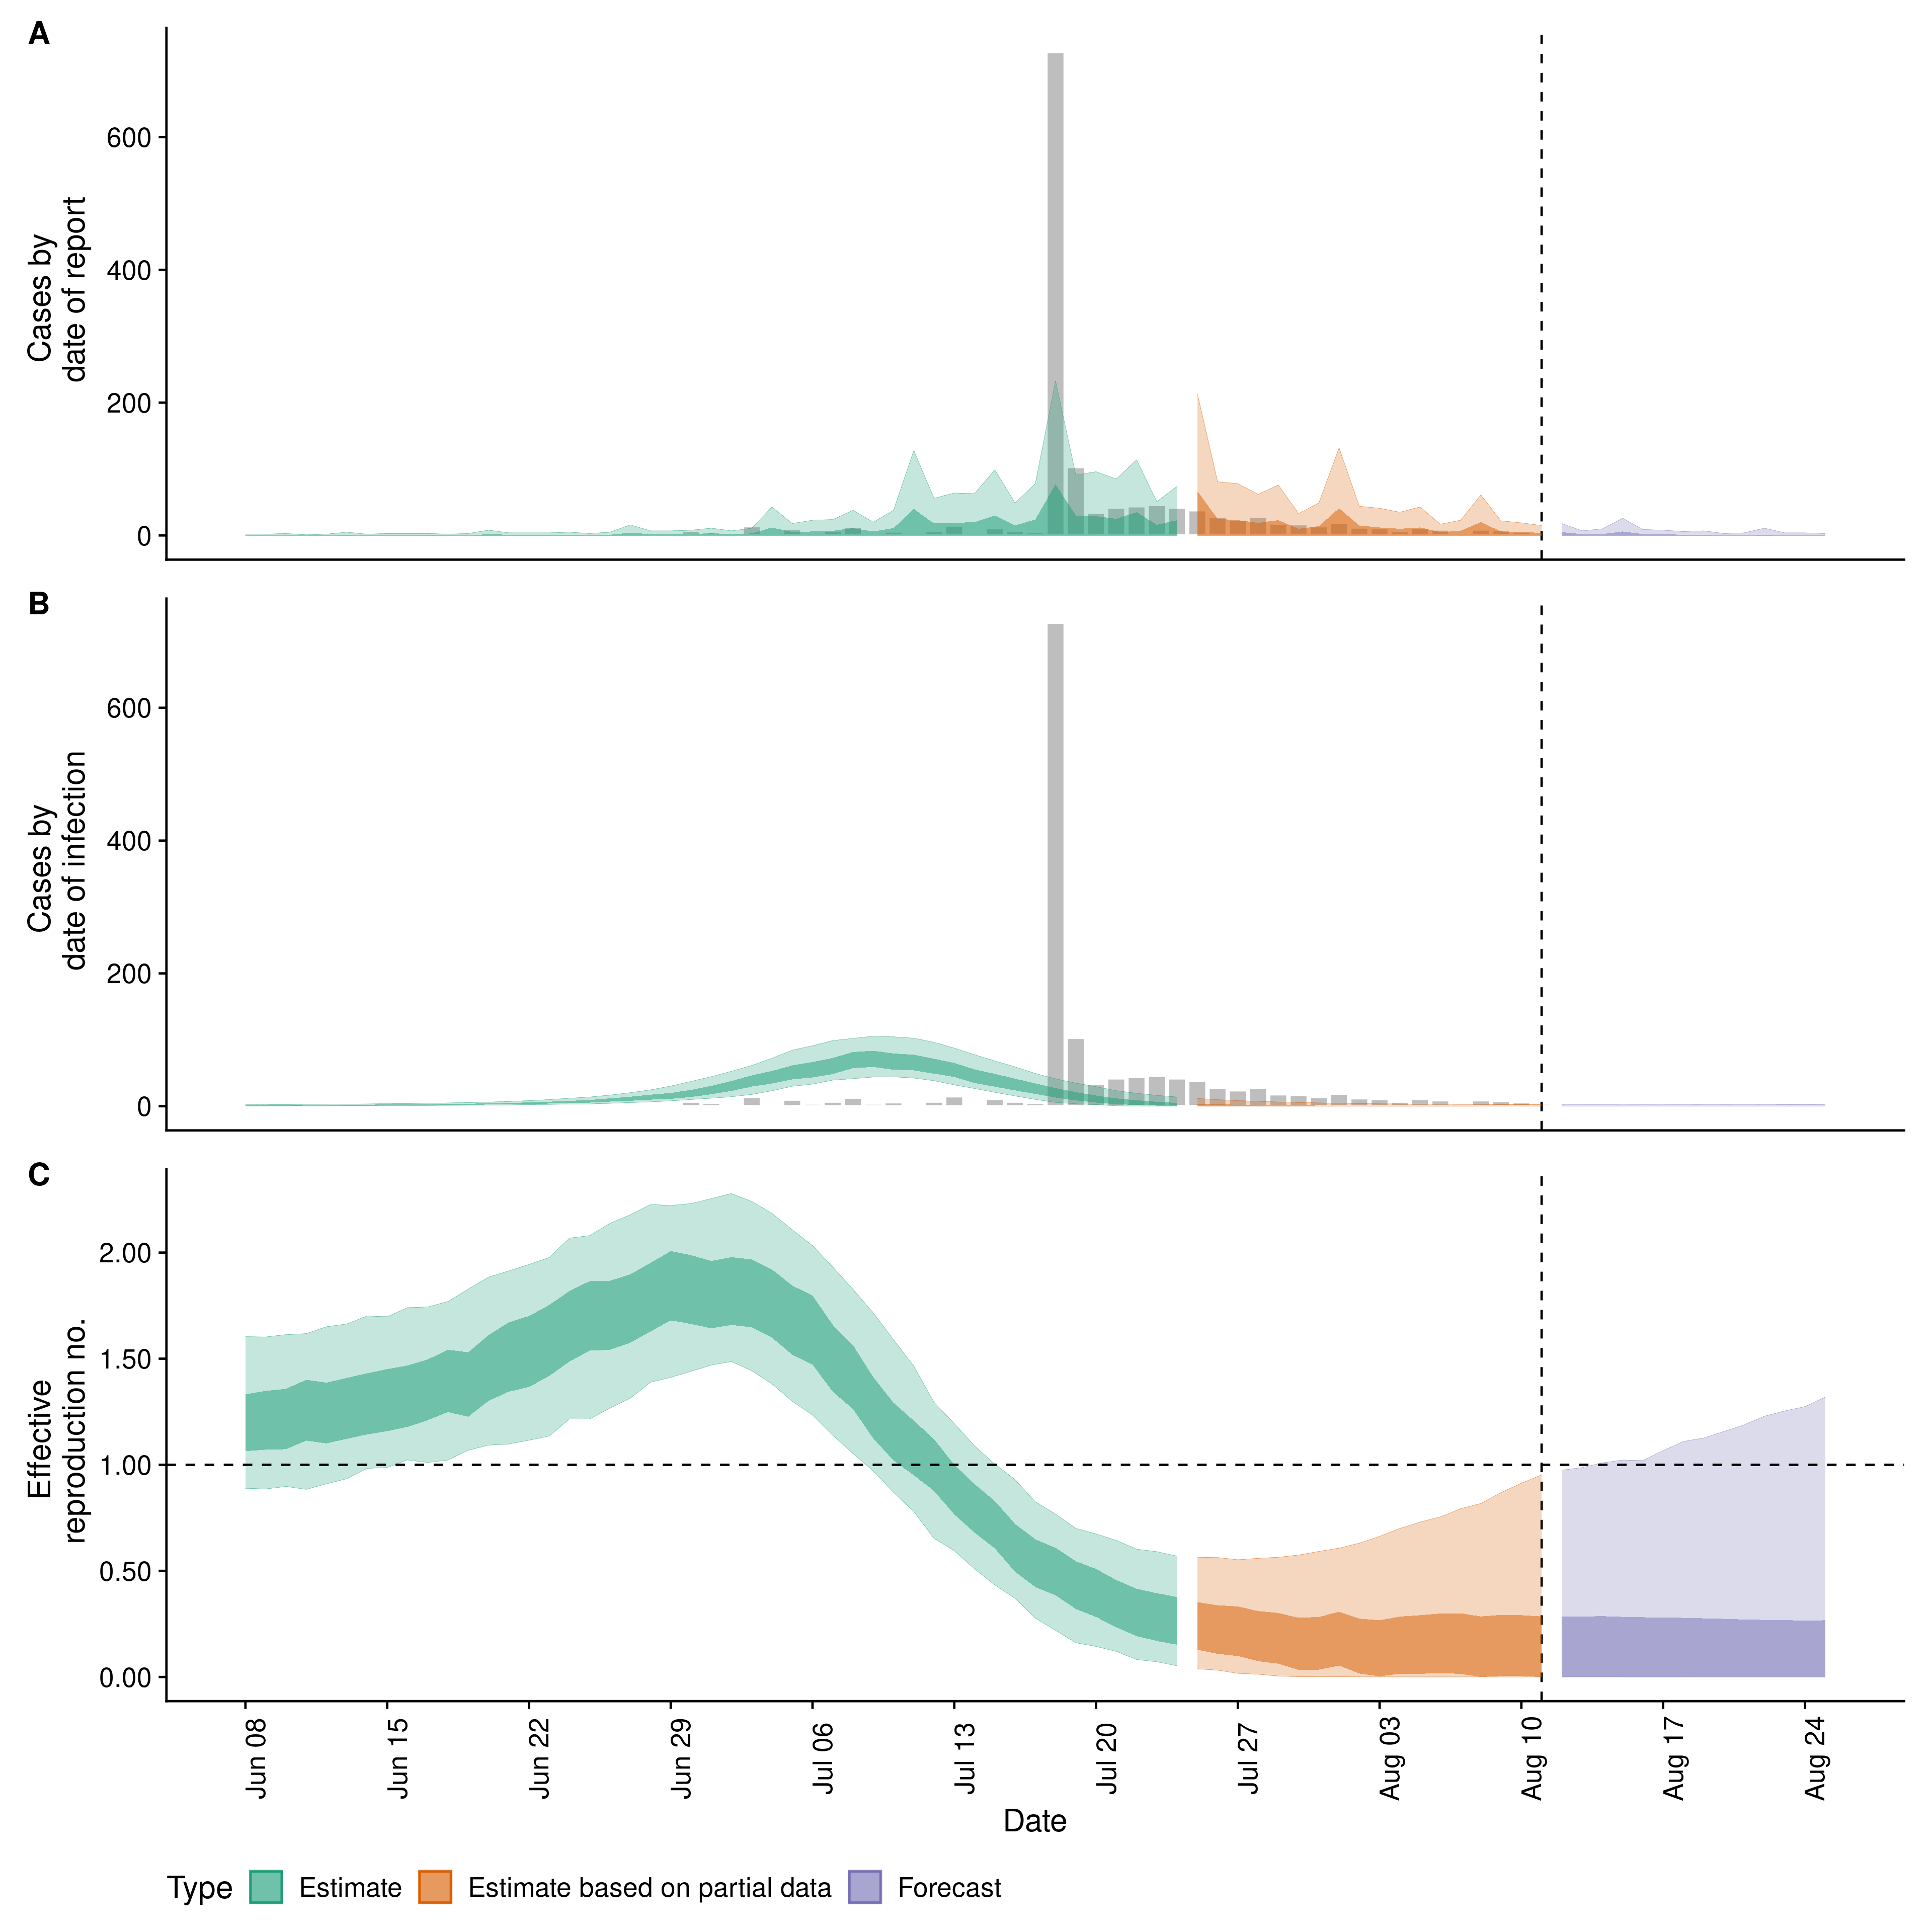 A
Cases by
date of report
600
400
200
0
B
Cases by
date of infection
600
400
200
0
C
Effective
reproduction no.
2.00
1.50
1.00
0.50
0.00
Jun 08
Jun 15
Jun 22
Jun 29
Jul 06
Jul 13
Jul 20
Jul 27
Aug 03
Aug 10
Aug 17
Aug 24
Date
Type Estimate Estimate based on partial data Forecast